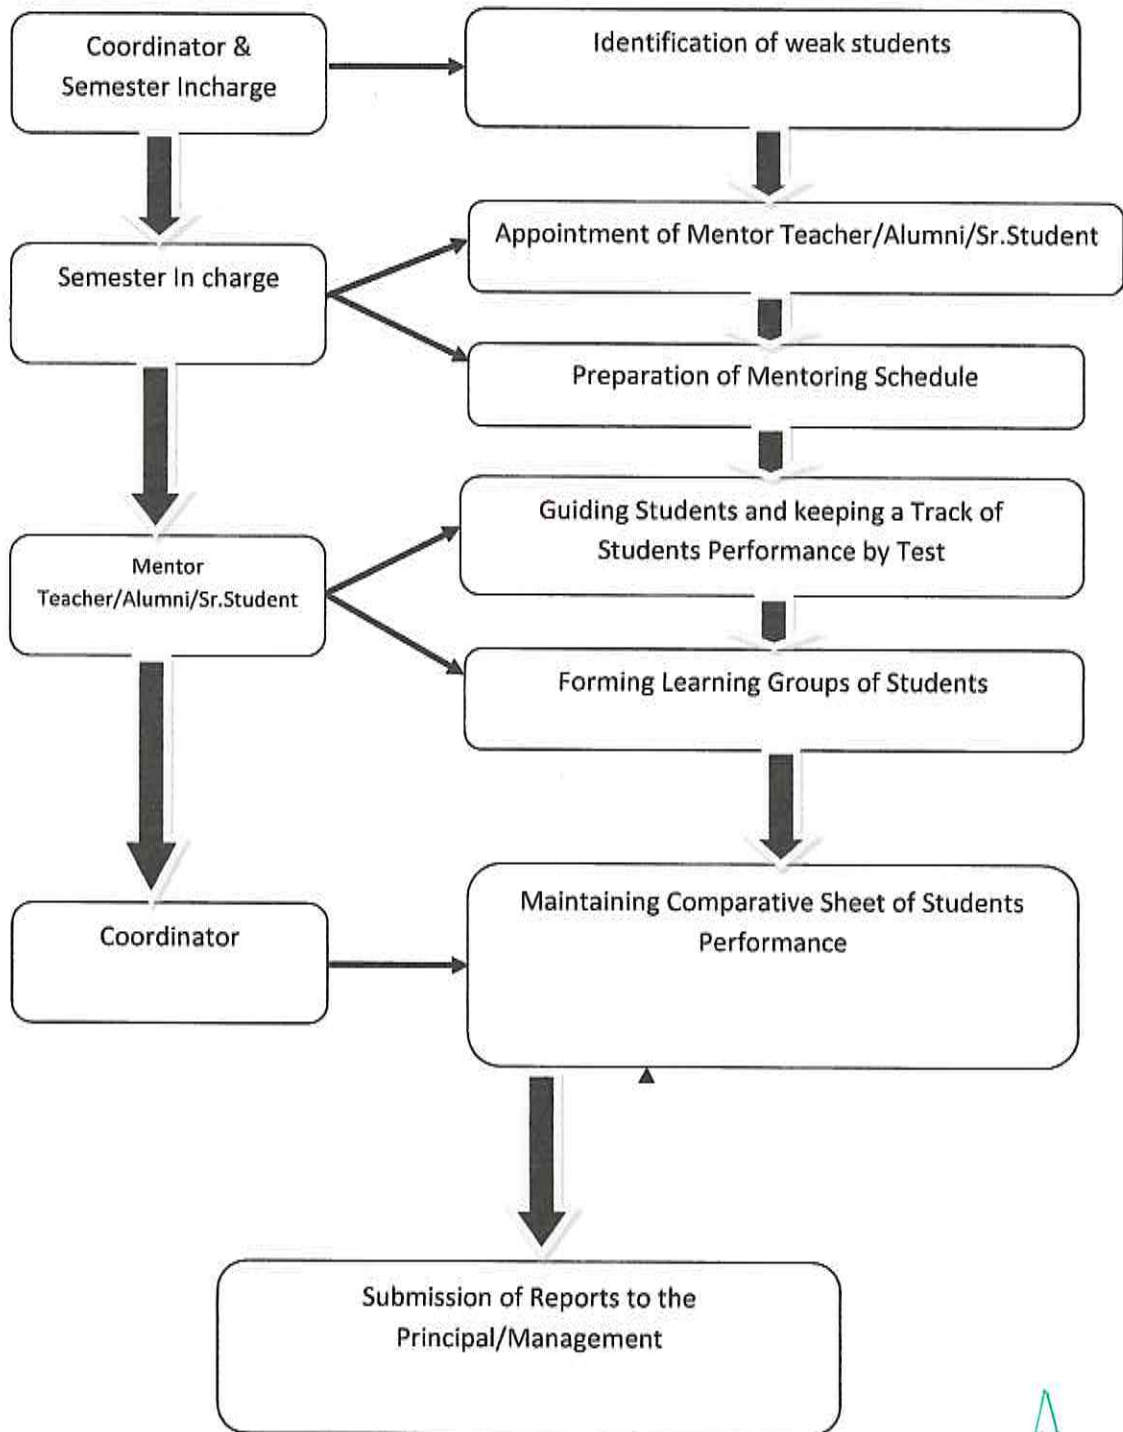 Coordinator &
Semester Incharge
Identification of weak students
Semester In charge
Appointment of Mentor Teacher/Alumni/Sr.Student
Preparation of Mentoring Schedule
Mentor
Teacher/Alumni/Sr.Student
Guiding Students and keeping a Track of
Students Performance by Test
Forming Learning Groups of Students
Coordinator
Maintaining Comparative Sheet of Students
Performance
Submission of Reports to the
Principal/Management